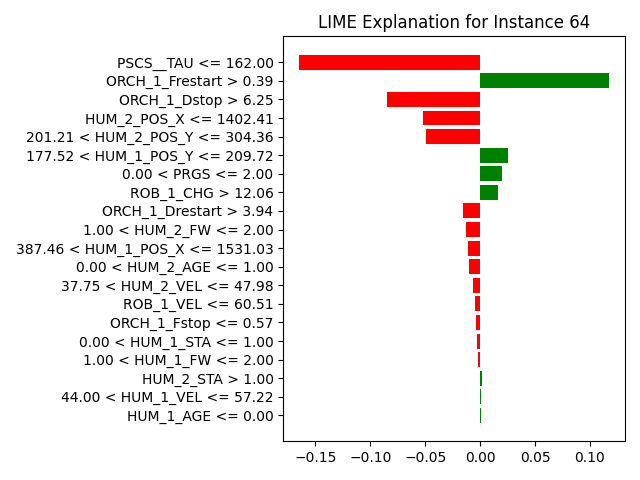 LIME Explanation for Instance 64
PSCS__TAU <= 162.00
ORCH_1_Frestart > 0.39
ORCH_1_Dstop > 6.25
HUM_2_POS_X <= 1402.41
201.21 < HUM_2_POS_Y <= 304.36
177.52 < HUM_1_POS_Y <= 209.72
0.00 < PRGS <= 2.00
ROB_1_CHG > 12.06
ORCH_1_Drestart > 3.94
1.00 < HUM_2_FW <= 2.00
387.46 < HUM_1_POS_X <= 1531.03
0.00 < HUM_2_AGE <= 1.00
37.75 < HUM_2_VEL <= 47.98
ROB_1_VEL <= 60.51
ORCH_1_Fstop <= 0.57
0.00 < HUM_1_STA <= 1.00
1.00 < HUM_1_FW <= 2.00
HUM_2_STA > 1.00
44.00 < HUM_1_VEL <= 57.22
HUM_1_AGE <= 0.00
−0.15 −0.10 −0.05 0.00 0.05 0.10